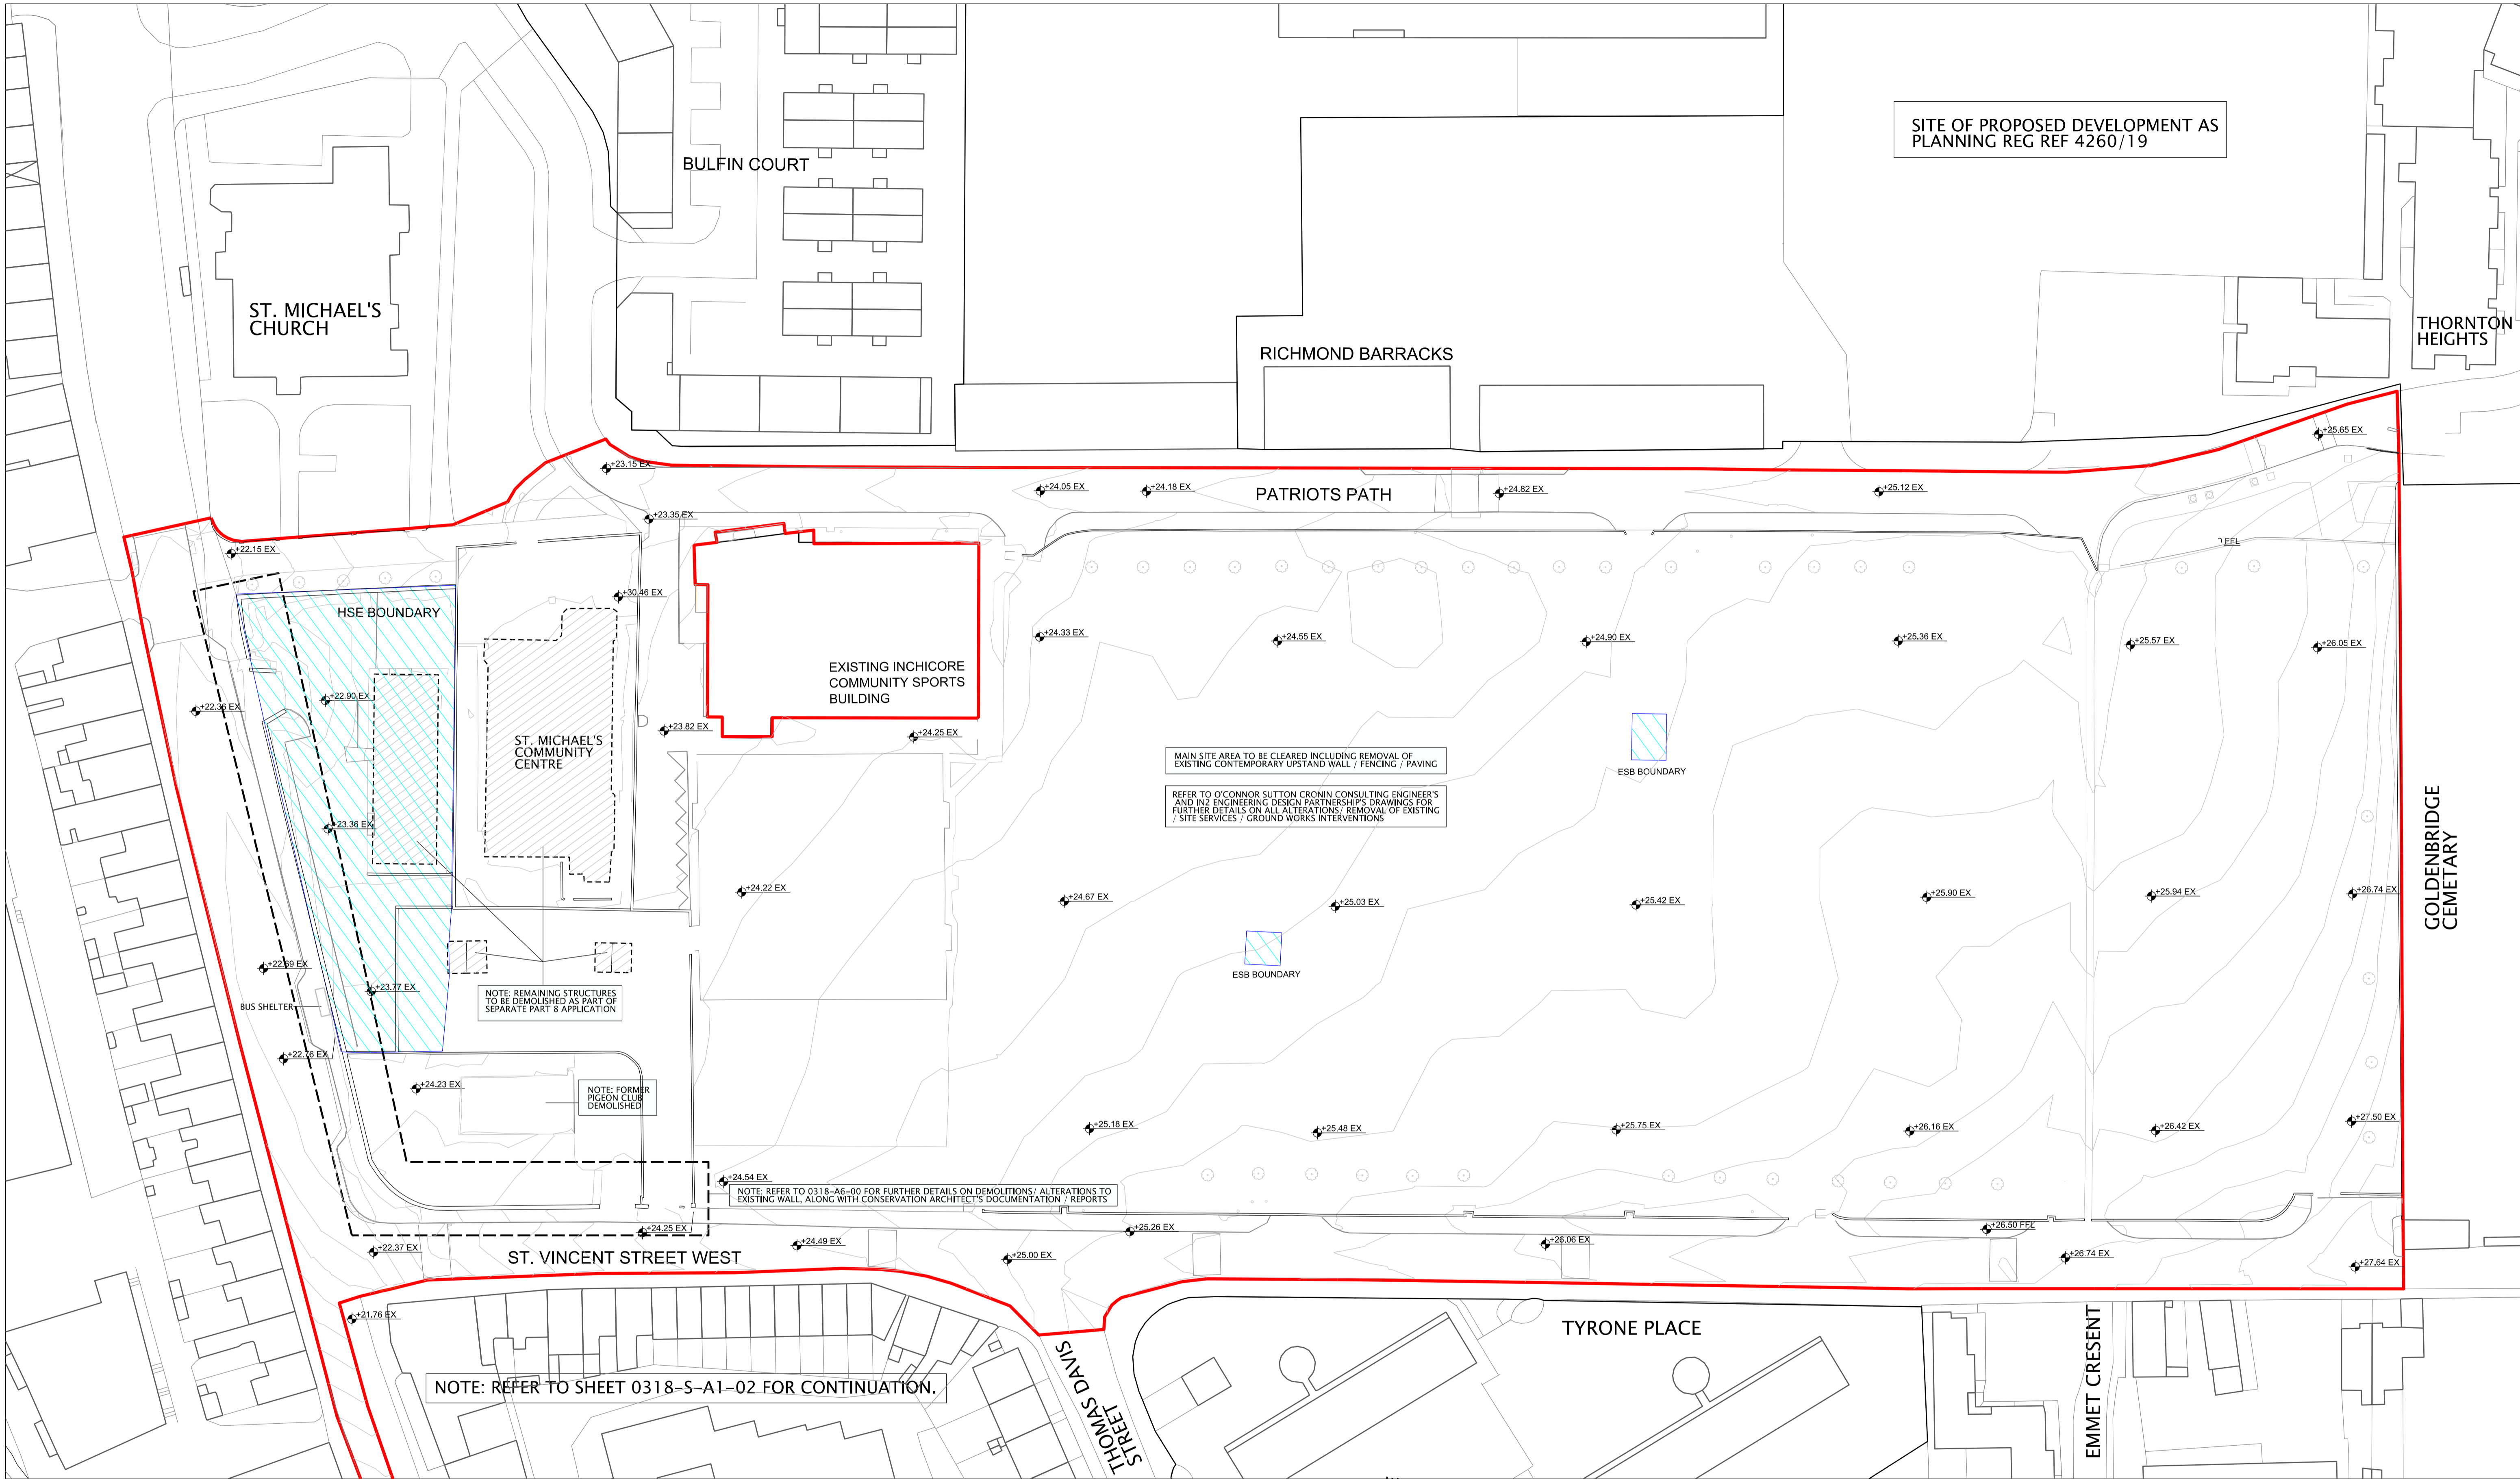 SITE OF PROPOSED DEVELOPMENT AS
PLANNING REG REF 4260/19
BULFIN COURT
ST. MICHAEL'S
CHURCH
THORNTON
HEIGHTS
RICHMOND BARRACKS
+25.65 EX
+23.15 EX
+24.05 EX
+24.18 EX
PATRIOTS PATH
+24.82 EX
+25.12 EX
+23.35 EX
+22.15 EX
FFL
+30.46 EX
HSE BOUNDARY
+24.33 EX
+24.55 EX
+24.90 EX
+25.36 EX
+25.57 EX
+26.05 EX
EXISTING INCHICORE
COMMUNITY SPORTS
BUILDING
+22.90 EX
+22.36 EX
+23.82 EX
+24.25 EX
ST. MICHAEL'S
COMMUNITY
CENTRE
MAIN SITE AREA TO BE CLEARED INCLUDING REMOVAL OF
EXISTING CONTEMPORARY UPSTAND WALL / FENCING / PAVING
ESB BOUNDARY
REFER TO O'CONNOR SUTTON CRONIN CONSULTING ENGINEER'S
AND IN2 ENGINEERING DESIGN PARTNERSHIP'S DRAWINGS FOR
FURTHER DETAILS ON ALL ALTERATIONS/ REMOVAL OF EXISTING
/ SITE SERVICES / GROUND WORKS INTERVENTIONS
+23.36 EX
GOLDENBRIDGE
CEMETARY
+24.22 EX
+24.67 EX
+25.03 EX
+25.42 EX
+25.90 EX
+25.94 EX
+26.74 EX
+22.69 EX
ESB BOUNDARY
+23.77 EX
NOTE: REMAINING STRUCTURES
TO BE DEMOLISHED AS PART OF
SEPARATE PART 8 APPLICATION
BUS SHELTER
+22.76 EX
+24.23 EX
NOTE: FORMER
PIGEON CLUB
DEMOLISHED
+25.18 EX
+25.48 EX
+25.75 EX
+26.16 EX
+26.42 EX
+27.50 EX
+24.54 EX
NOTE: REFER TO 0318-A6-00 FOR FURTHER DETAILS ON DEMOLITIONS/ ALTERATIONS TO
EXISTING WALL, ALONG WITH CONSERVATION ARCHITECT'S DOCUMENTATION / REPORTS
+24.25 EX
+25.26 EX
+26.50 FFL
+22.37 EX
ST. VINCENT STREET WEST
+24.49 EX
+25.00 EX
+26.06 EX
+26.74 EX
+27.64 EX
+21.76 EX
TYRONE PLACE
THOMAS DAVIS
STREET
EMMET CRESENT
NOTE: REFER TO SHEET 0318-S-A1-02 FOR CONTINUATION.